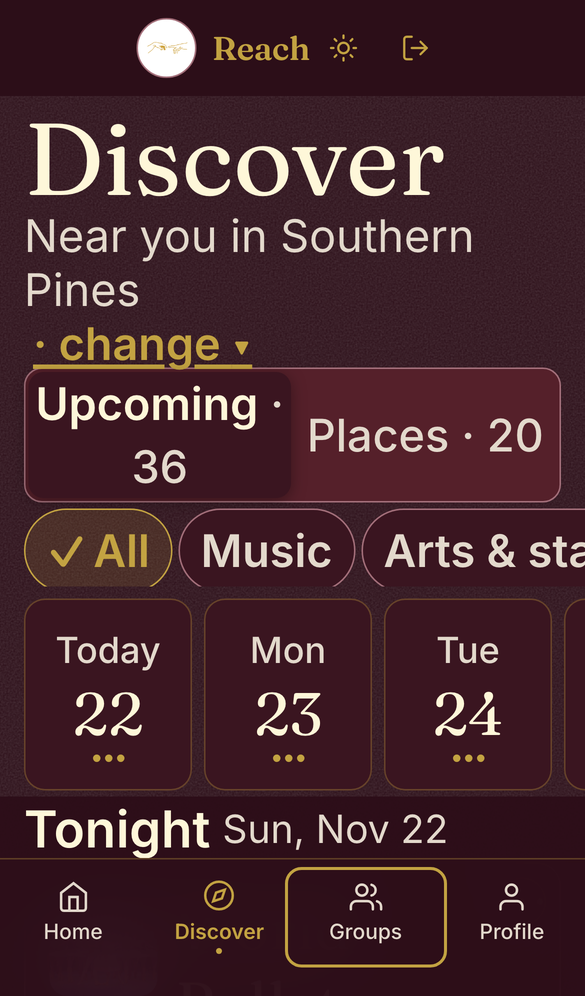 Reach
Discover
Near you in Southern
Pines
· change ▾
Upcoming ·
36
Places · 20
✓ All
Music
Arts & sta
Today
22
Mon
23
Tue
24
Tonight Sun, Nov 22
Home
Discover
Groups
Profile